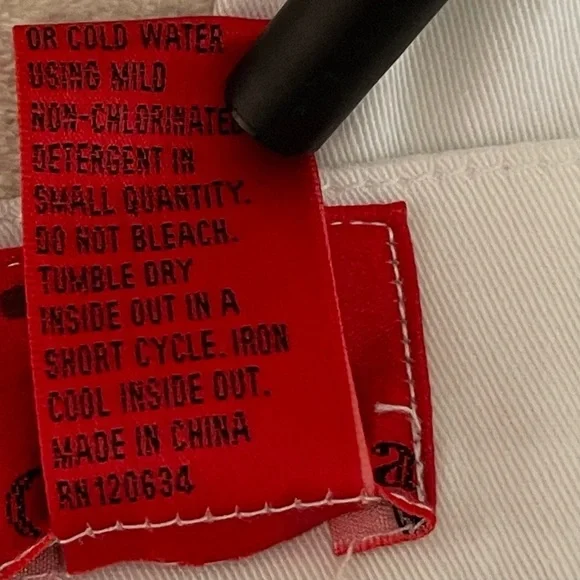 OR COLD WATER
USING MILD
NON-CHLORINATED
DETERGENT IN
SMALL QUANTITY.
DO NOT BLEACH.
TUMBLE DRY
INSIDE OUT IN A
SHORT CYCLE. IRON
COOL INSIDE OUT.
MADE IN CHINA
RN120634